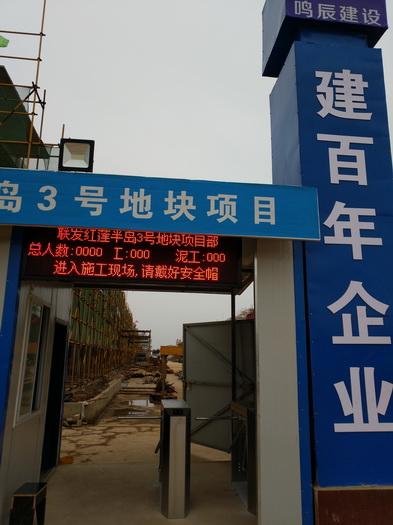 鸣辰建设
建百年企业
岛3号地块项目
联发红莲半岛3号地块项目部
总人数:0000 工:000 泥工:000
进入施工现场,请戴好安全帽